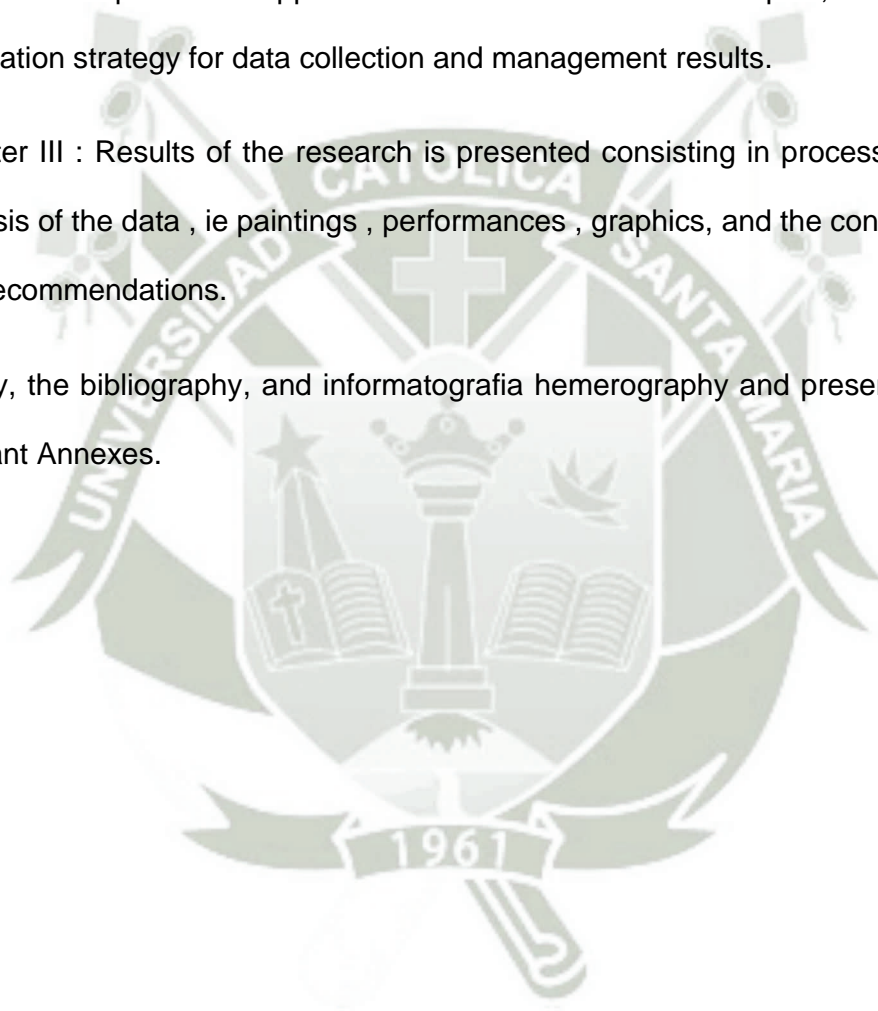 ation strategy for data collection and management results.
ter III : Results of the research is presented consisting in process
sis of the data , ie paintings , performances , graphics, and the con
ecommendations.
y, the bibliography, and informatografia hemerography and prese
ant Annexes.
UNIVERSIDAD CATOLICA SANTA MARIA
1961